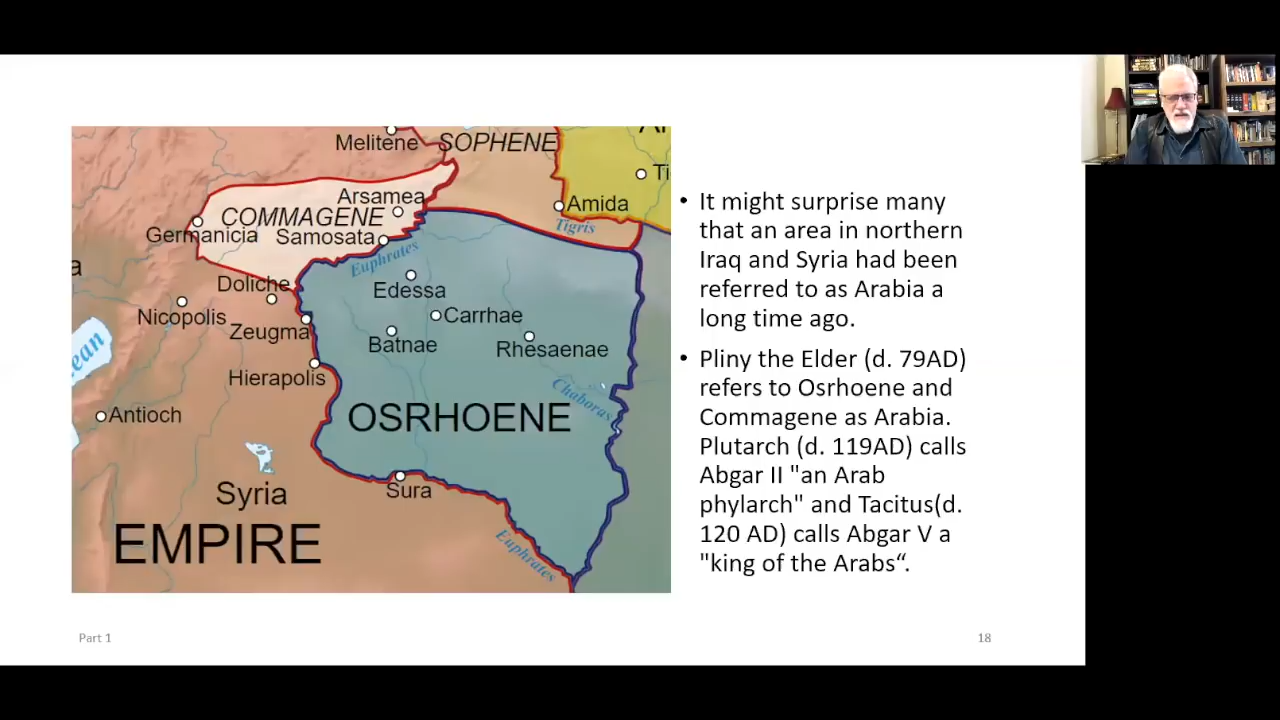 Melitene
SOPHENE
Ti
Arsamea
Amida
COMMAGENE
Tigris
Germanicia
Samosata
a
Euphrates
Doliche
Edessa
Nicopolis
Zeugma
Carrhae
Batnae
Rhesaenae
ean
Hierapolis
Chaboras
Antioch
OSRHOENE
Syria
Sura
EMPIRE
Euphrates
• It might surprise many
that an area in northern
Iraq and Syria had been
referred to as Arabia a
long time ago.
• Pliny the Elder (d. 79AD)
refers to Osrhoene and
Commagene as Arabia.
Plutarch (d. 119AD) calls
Abgar II "an Arab
phylarch" and Tacitus(d.
120 AD) calls Abgar V a
"king of the Arabs“.
Part 1
18